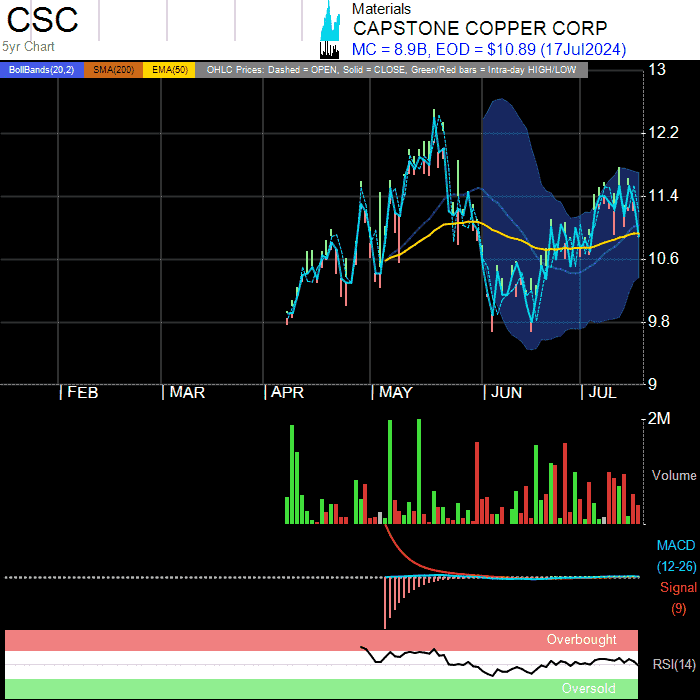 CSC
5yr Chart
Materials
CAPSTONE COPPER CORP
MC = 8.9B, EOD = $10.89 (17Jul2024)
BollBands(20,2) SMA(200) EMA(50) OHLC Prices: Dashed = OPEN, Solid = CLOSE, Green/Red bars = Intra-day HIGH/LOW
13
12.2
11.4
10.6
9.8
9
FEB MAR APR MAY JUN JUL
2M
Volume
MACD
(12-26)
Signal
(9)
Overbought
RSI(14)
Oversold